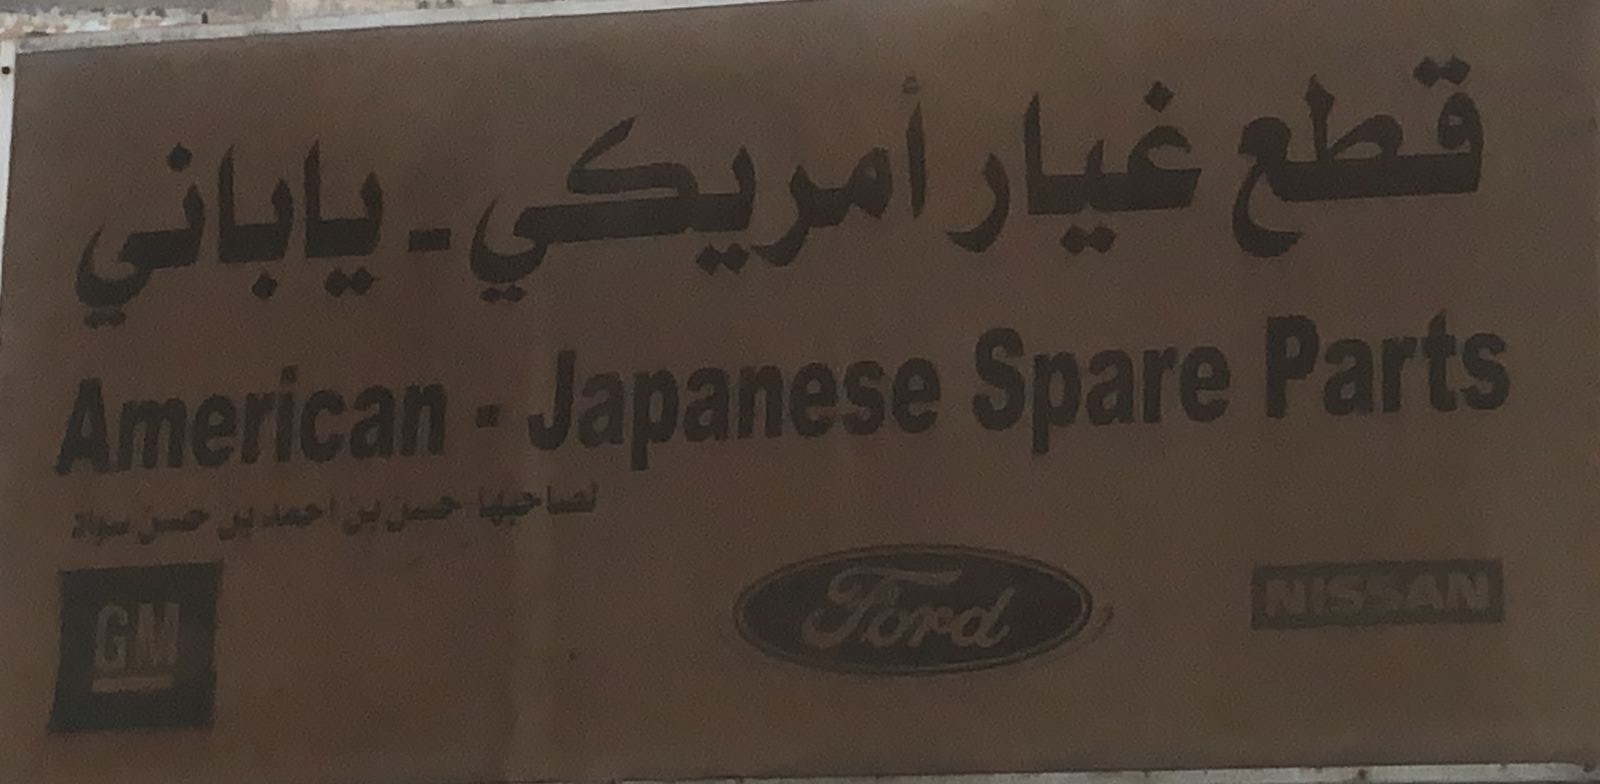 قطع غيار أمريكي - ياباني
American - Japanese Spare Parts
لصاحبها حسن بن احمد بن حسن
GM
Ford
NISSAN